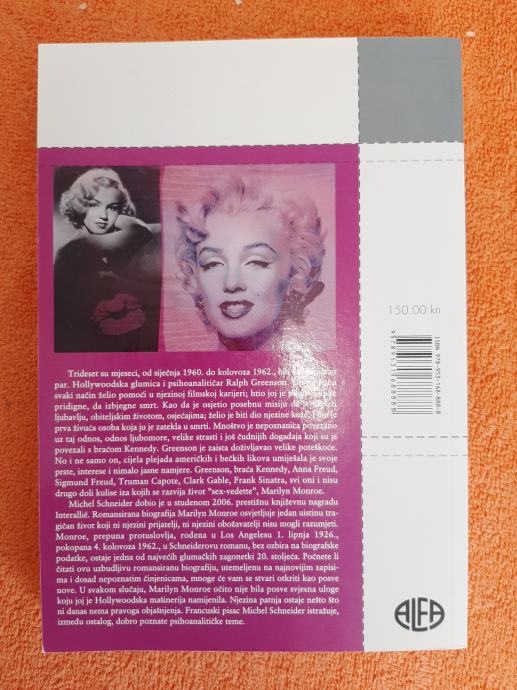 Trideset su mjeseci, od siječnja 1960. do kolovoza 1962., bili
par. Hollywoodska glumica i psihoanalitičar Ralph Greenson.
svaki način želio pomoći u njezinoj filmskoj karijeri; htio joj je
pridigne, da izbjegne smrt. Kao da je osjetio posebnu misiju da je
ljubavlju, obiteljskim životom, osjećajima; želio je biti dio njezine kože.
prva živuća osoba koja ju je zatekla u smrti. Mnoštvo je nepoznanica povezano
uz taj odnos, odnos ljubomore, velike strasti i još čudnijih događaja koji su je
povezali s braćom Kennedy. Greenson je zaista doživljavao velike poteškoće.
No i ne samo on, cijela plejada američkih i bečkih likova umiješala je svoje
prste, interese i nimalo jasne namjere. Greenson, braća Kennedy, Anna Freud,
Sigmund Freud, Truman Capote, Clark Gable, Frank Sinatra, svi oni i nisu
drugo doli kulise iza kojih se razvija život "sex-vedette", Marilyn Monroe.
Michel Schneider dobio je u studenom 2006. prestižnu književnu nagradu
Interallié. Romansirana biografija Marilyn Monroe osvjetljuje jedan uistinu tra-
gičan život koji ni njezini prijatelji, ni njezini obožavatelji nisu mogli razumjeti.
Monroe, prepuna protuslovlja, rođena u Los Angelesu 1. lipnja 1926.,
pokopana 4. kolovoza 1962., u Schneiderovu romanu, bez obzira na biografske
podatke, ostaje jedna od najvećih glumačkih zagonetki 20. stoljeća. Počnete li
čitati ovu uzbudljivu romansiranu biografiju, utemeljenu na najnovijim zapisi-
ma i dosad nepoznatim činjenicama, mnoge će vam se stvari otkriti kao posve
nove. U svakom slučaju, Marilyn Monroe očito nije bila posve svjesna uloge
koju joj je Hollywoodska mašinerija namijenila. Njezina patnja ostaje nešto što
ni danas nema pravoga objašnjenja. Francuski pisac Michel Schneider istražuje,
između ostalog, dobro poznate psihoanalitičke teme.
150,00 kn
ISBN 978-953-168-888-8
9789531688888
ALFA